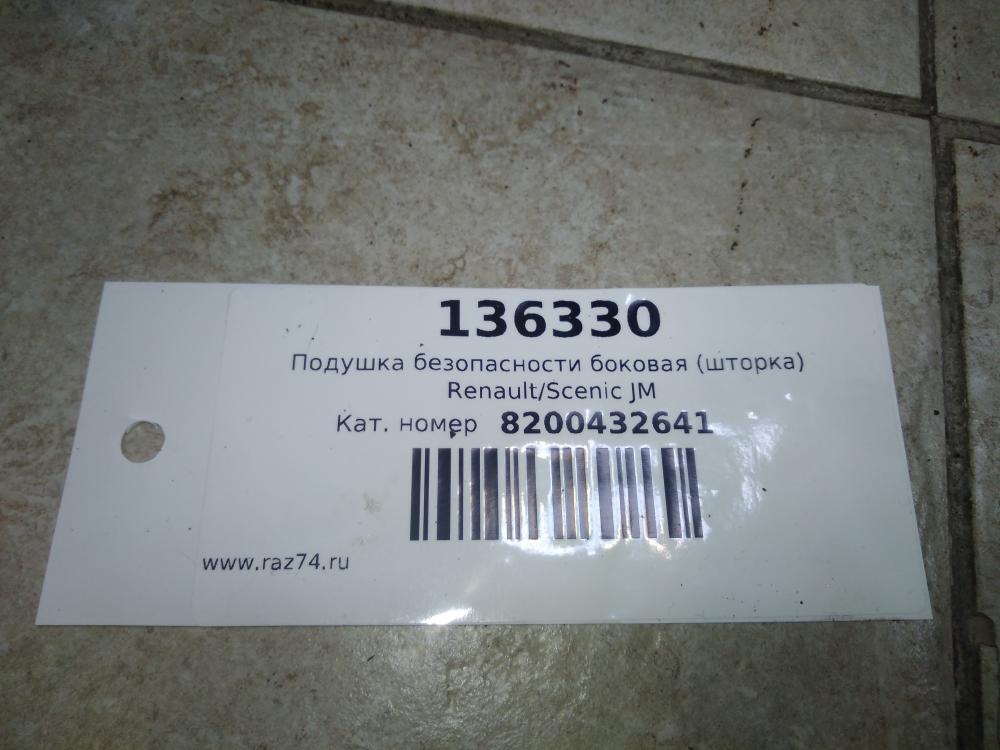 136330
Подушка безопасности боковая (шторка)
Renault/Scenic JM
Кат. номер 8200432641
www.raz74.ru